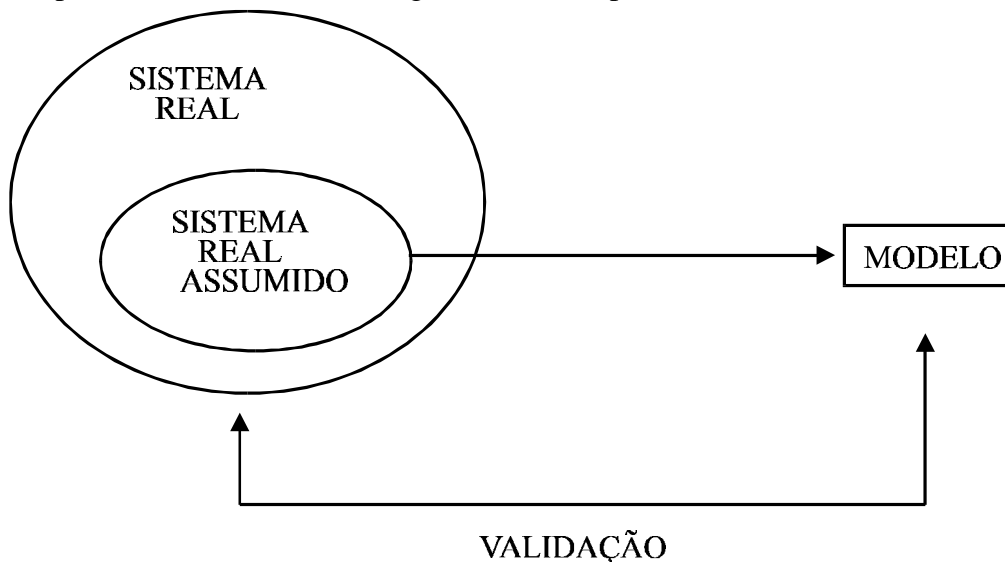 SISTEMA
REAL
SISTEMA
REAL
ASSUMIDO
MODELO
VALIDAÇÃO